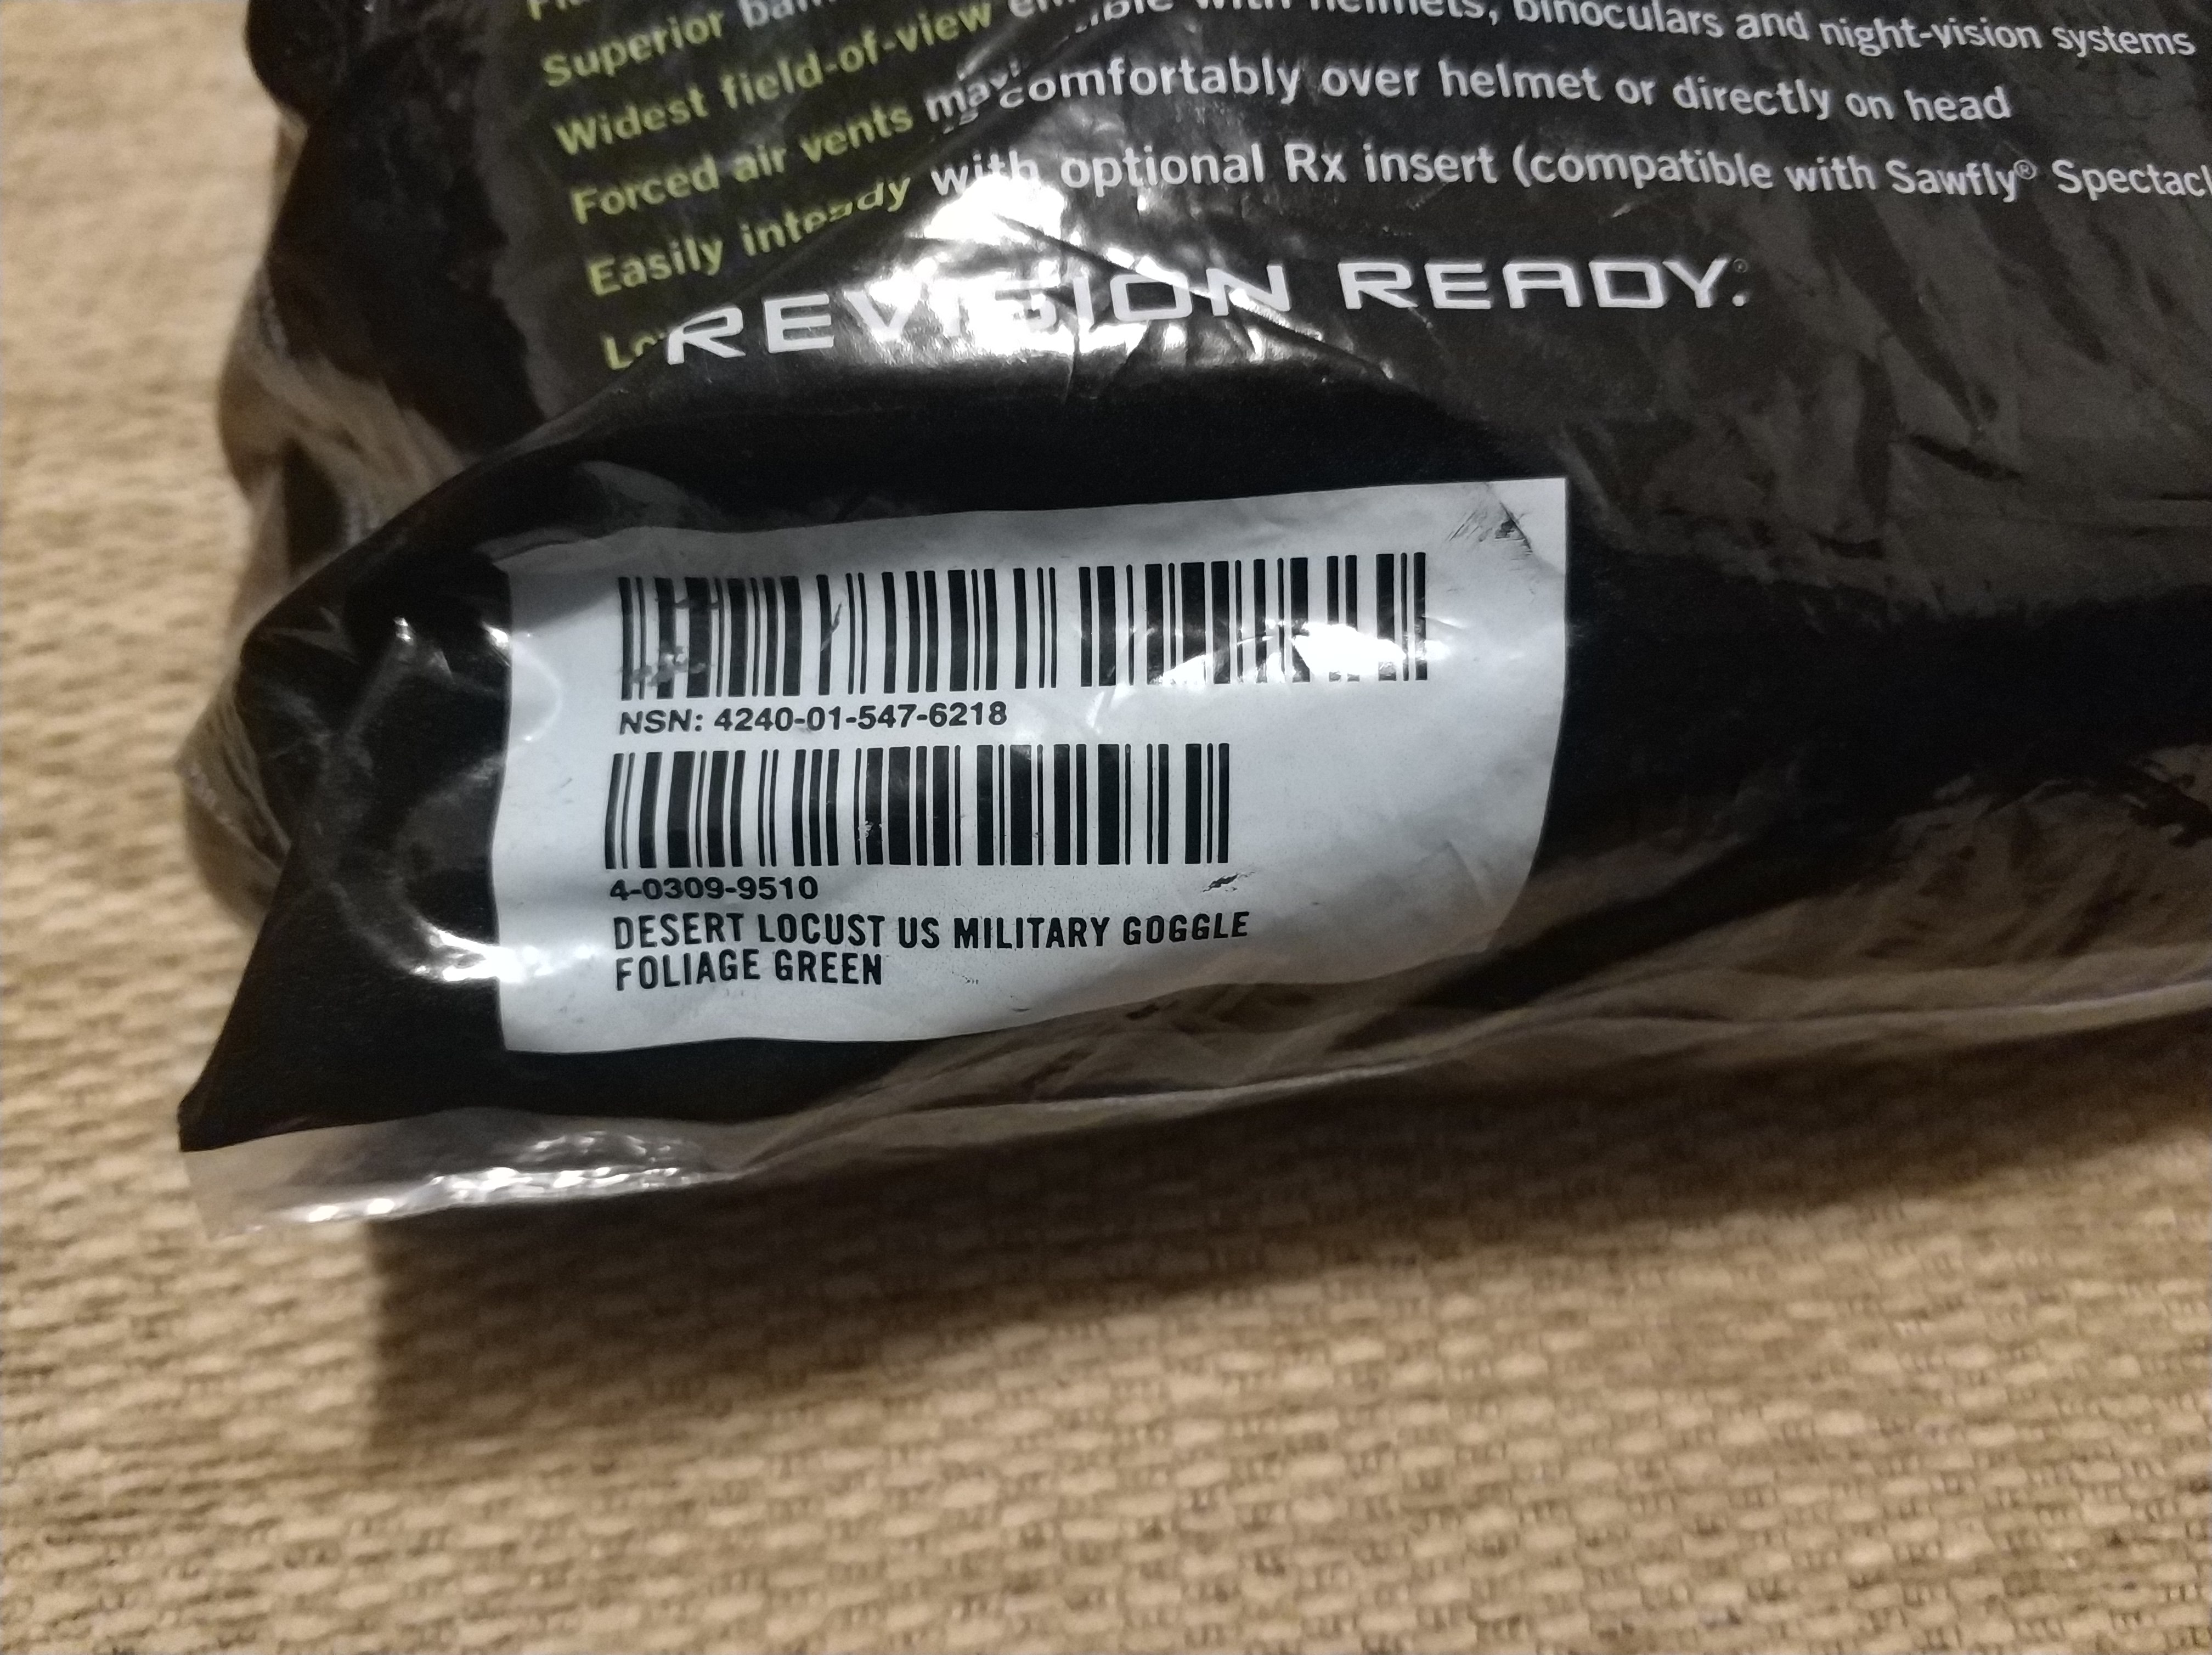 Superior
Widest field-of-view with helmets, binoculars and night-vision systems
Forced air vents comfortably over helmet or directly on head
Easily with optional Rx insert (compatible with Sawfly®
REVISION READY.
NSN: 4240-01-547-6218
4-0309-9510
DESERT LOCUST US MILITARY GOGGLE
FOLIAGE GREEN